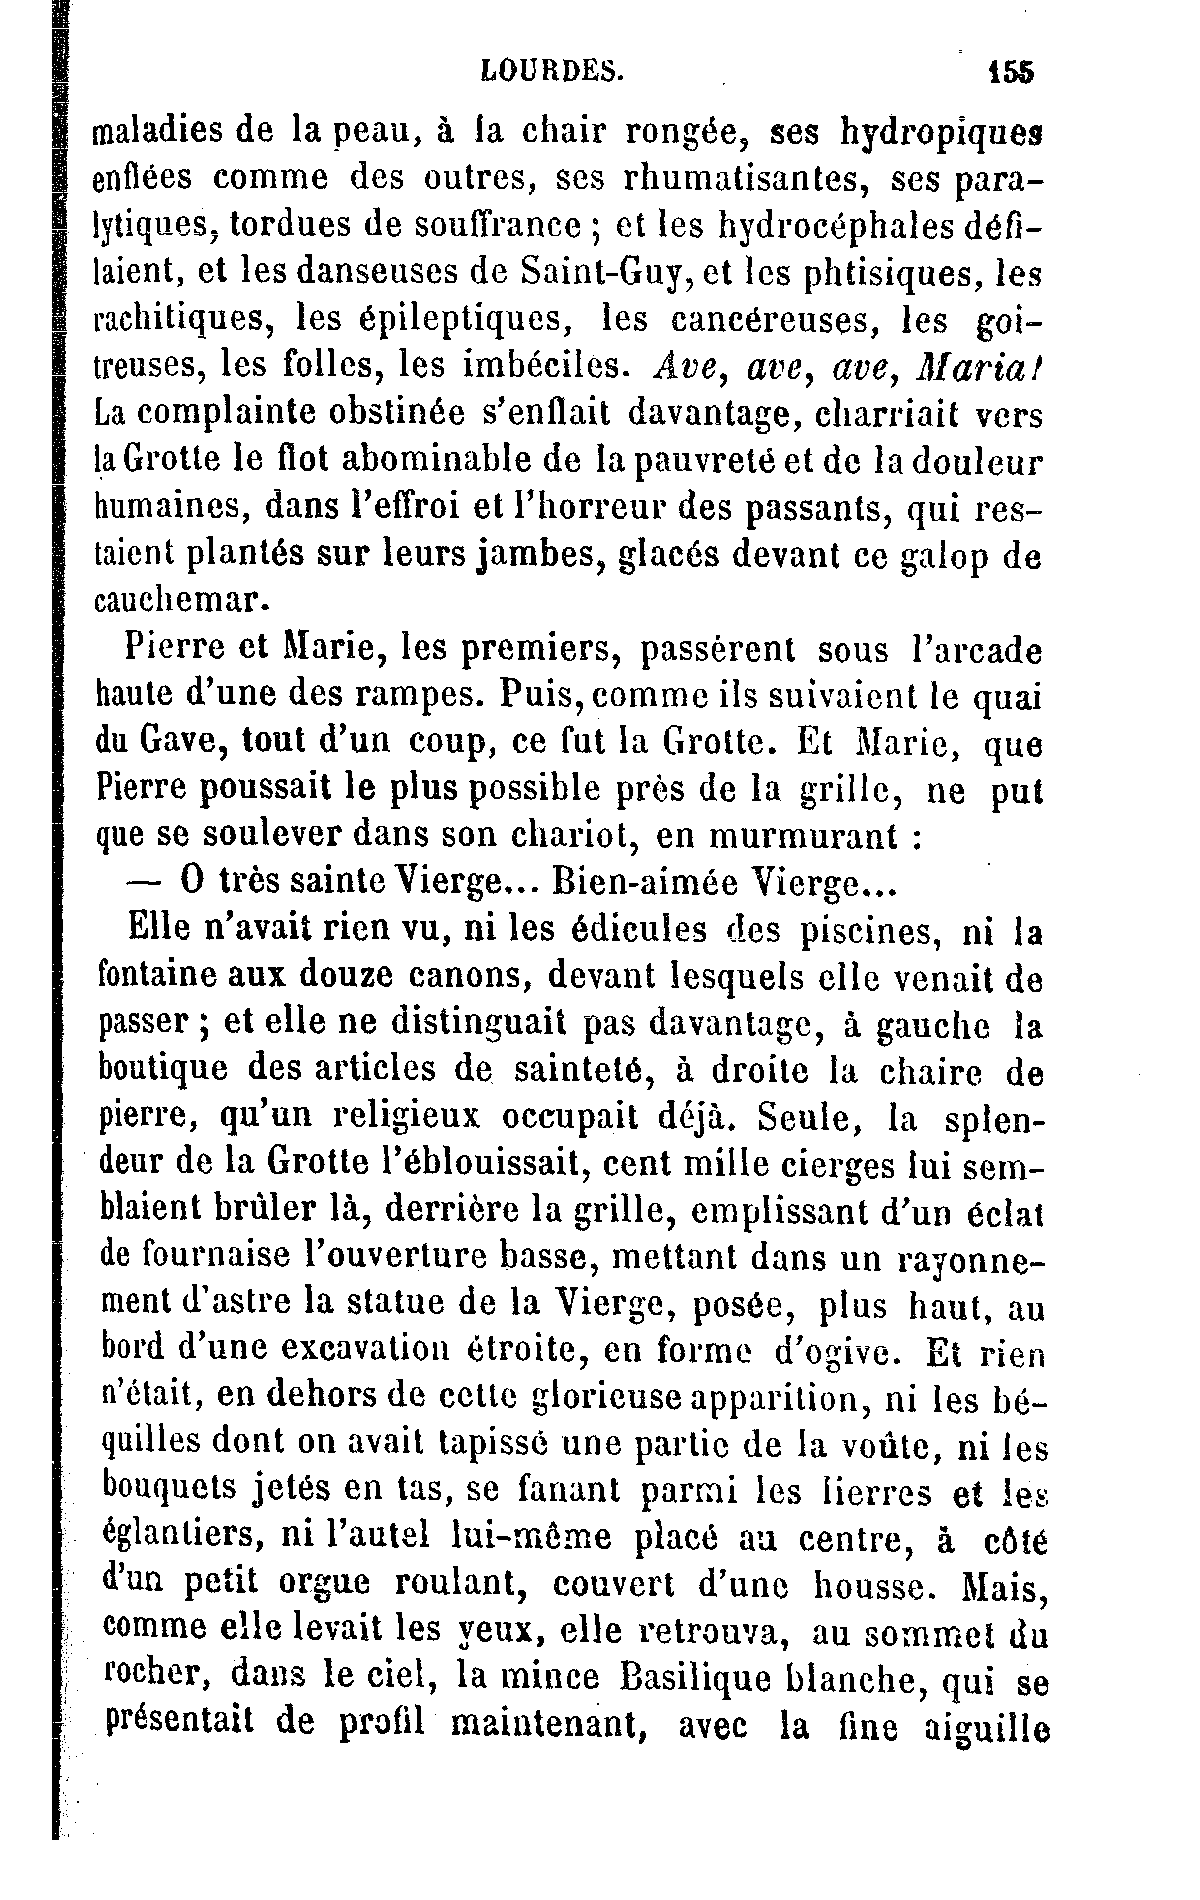 LOURDES. 155
maladies de la peau, à la chair rongée, ses hydropiques
enflées comme des outres, ses rhumatisantes, ses para-
lytiques, tordues de souffrance ; et les hydrocéphales défi-
laient, et les danseuses de Saint-Guy, et les phtisiques, les
rachitiques, les épileptiques, les cancéreuses, les goi-
treuses, les folles, les imbéciles. Ave, ave, ave, Maria!
La complainte obstinée s'enflait davantage, charriait vers
la Grotte le flot abominable de la pauvreté et de la douleur
humaines, dans l'effroi et l'horreur des passants, qui res-
taient plantés sur leurs jambes, glacés devant ce galop de
cauchemar.
Pierre et Marie, les premiers, passèrent sous l'arcade
haute d'une des rampes. Puis, comme ils suivaient le quai
du Gave, tout d'un coup, ce fut la Grotte. Et Marie, que
Pierre poussait le plus possible près de la grille, ne put
que se soulever dans son chariot, en murmurant :
— O très sainte Vierge... Bien-aimée Vierge...
Elle n'avait rien vu, ni les édicules des piscines, ni la
fontaine aux douze canons, devant lesquels elle venait de
passer ; et elle ne distinguait pas davantage, à gauche la
boutique des articles de sainteté, à droite la chaire de
pierre, qu'un religieux occupait déjà. Seule, la splen-
deur de la Grotte l'éblouissait, cent mille cierges lui sem-
blaient brûler là, derrière la grille, emplissant d'un éclat
de fournaise l'ouverture basse, mettant dans un rayonne-
ment d'astre la statue de la Vierge, posée, plus haut, au
bord d'une excavation étroite, en forme d'ogive. Et rien
n'était, en dehors de cette glorieuse apparition, ni les bé-
quilles dont on avait tapissé une partie de la voûte, ni les
bouquets jetés en tas, se fanant parmi les lierres et les
églantiers, ni l'autel lui-même placé au centre, à côté
d'un petit orgue roulant, couvert d'une housse. Mais,
comme elle levait les yeux, elle retrouva, au sommet du
rocher, dans le ciel, la mince Basilique blanche, qui se
présentait de profil maintenant, avec la fine aiguille